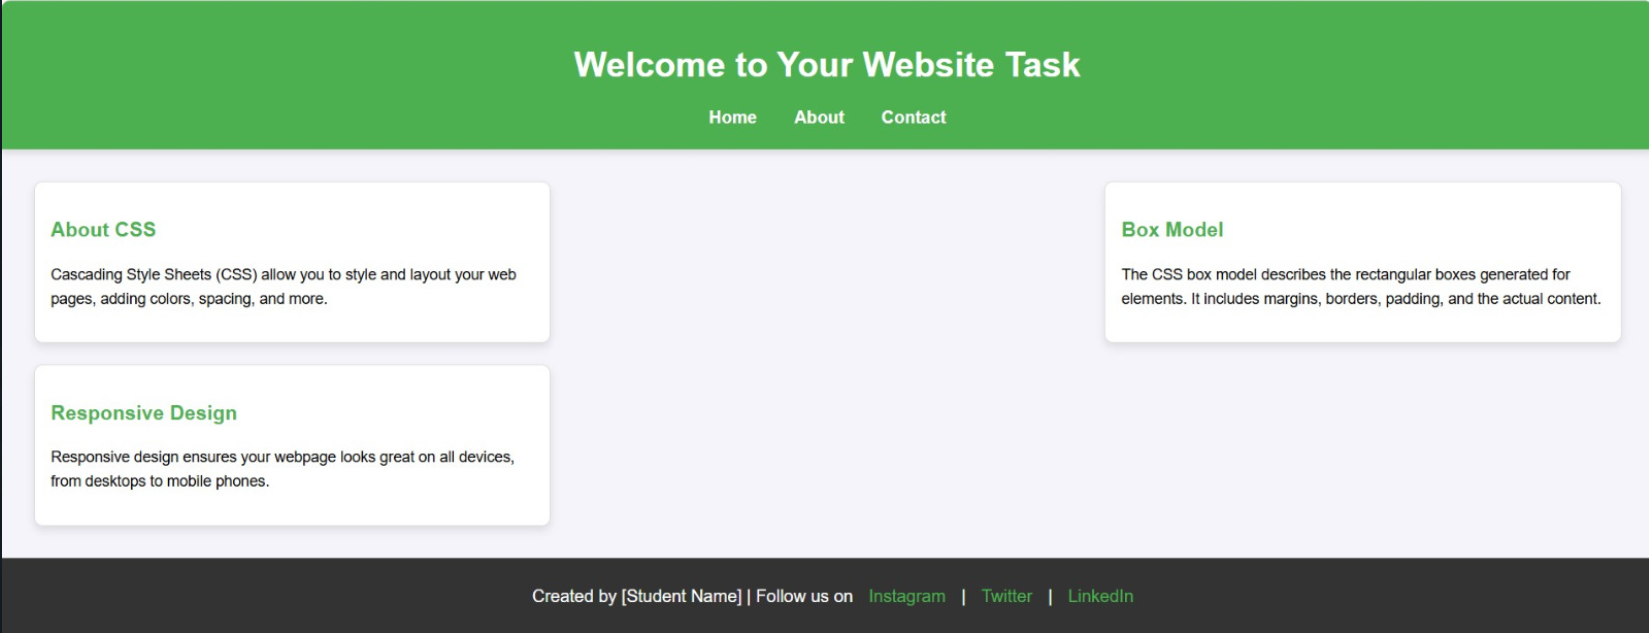 Welcome to Your Website Task
Home About Contact
About CSS
Cascading Style Sheets (CSS) allow you to style and layout your web
pages, adding colors, spacing, and more.
Box Model
The CSS box model describes the rectangular boxes generated for
elements. It includes margins, borders, padding, and the actual content.
Responsive Design
Responsive design ensures your webpage looks great on all devices,
from desktops to mobile phones.
Created by [Student Name] | Follow us on Instagram | Twitter | LinkedIn